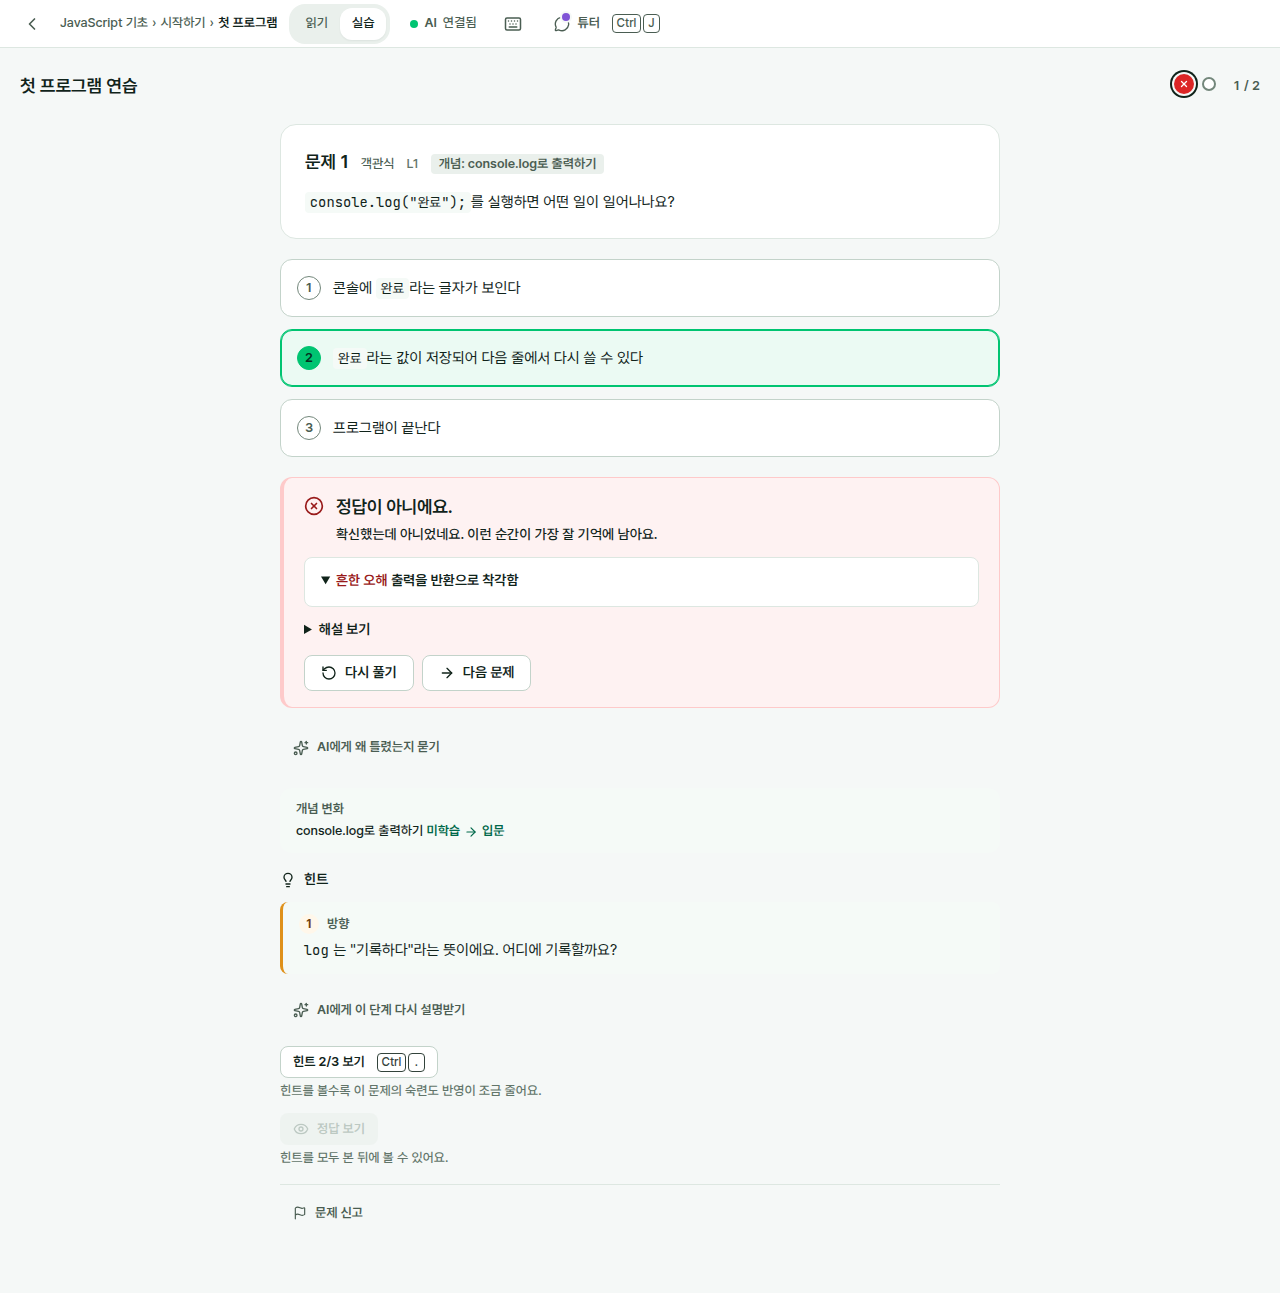 JavaScript 기초 › 시작하기 › 첫 프로그램 읽기 실습 AI 연결됨 튜터 Ctrl J
첫 프로그램 연습 1 / 2
문제 1 객관식 L1 개념: console.log로 출력하기
console.log("완료"); 를 실행하면 어떤 일이 일어나나요?
1 콘솔에 완료 라는 글자가 보인다
2 완료 라는 값이 저장되어 다음 줄에서 다시 쓸 수 있다
3 프로그램이 끝난다
정답이 아니에요.
확신했는데 아니었네요. 이런 순간이 가장 잘 기억에 남아요.
흔한 오해 출력을 반환으로 착각함
해설 보기
다시 풀기 다음 문제
AI에게 왜 틀렸는지 묻기
개념 변화
console.log로 출력하기 미학습 → 입문
힌트
1 방향
log 는 "기록하다"라는 뜻이에요. 어디에 기록할까요?
AI에게 이 단계 다시 설명받기
힌트 2/3 보기 Ctrl .
힌트를 볼수록 이 문제의 숙련도 반영이 조금 줄어요.
정답 보기
힌트를 모두 본 뒤에 볼 수 있어요.
문제 신고